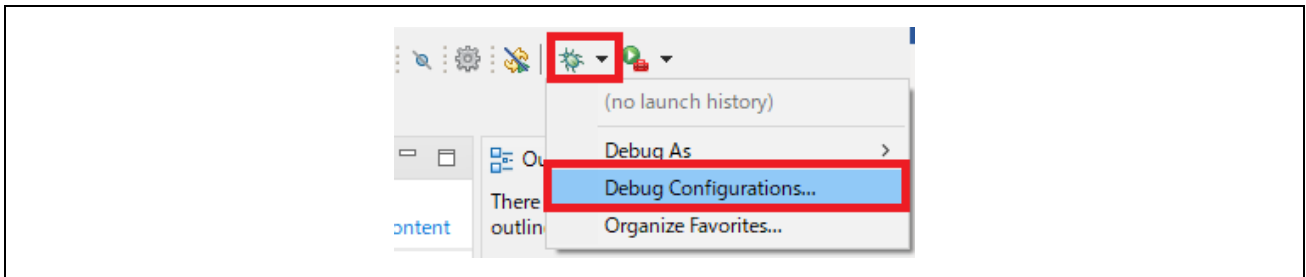 (no launch history)
Debug As
Debug Configurations...
Organize Favorites...
There
outlin
ontent